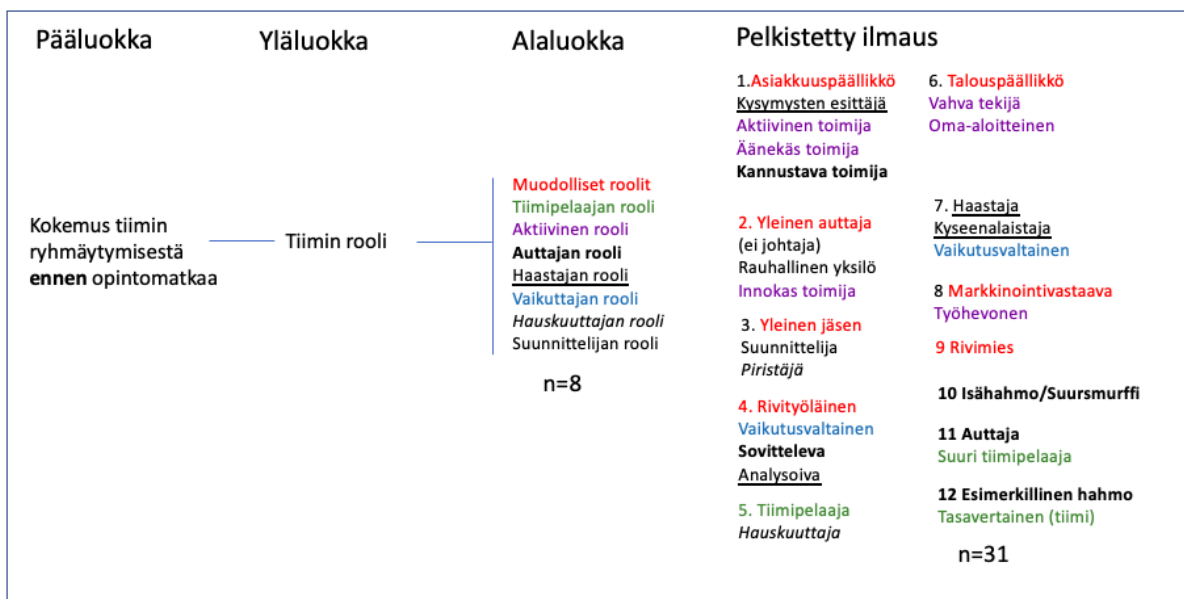 Pääluokka
Yläluokka
Alaluokka
Pelkistetty ilmaus
Kokemus tiimin
ryhmäytymisestä
ennen opintomatkaa
Tiimin rooli
Muodolliset roolit
Tiimipelaajan rooli
Aktiivinen rooli
Auttajan rooli
Haastajan rooli
Vaikuttajan rooli
Hauskuuttajan rooli
Suunnittelijan rooli
n=8
1.Asiakkuuspäällikkö
Kysymysten esittäjä
Aktiivinen toimija
Äänekäs toimija
Kannustava toimija
2. Yleinen auttaja
(ei johtaja)
Rauhallinen yksilö
Innokas toimija
3. Yleinen jäsen
Suunnittelija
Piristäjä
4. Rivityöläinen
Vaikutusvaltainen
Sovitteleva
Analysoiva
5. Tiimipelaaja
Hauskuuttaja
6. Talouspäällikkö
Vahva tekijä
Oma-aloitteinen
7. Haastaja
Kyseenalaistaja
Vaikutusvaltainen
8 Markkinointivastaava
Työhevonen
9 Rivimies
10 Isähahmo/Suursmurffi
11 Auttaja
Suuri tiimipelaaja
12 Esimerkillinen hahmo
Tasavertainen (tiimi)
n=31